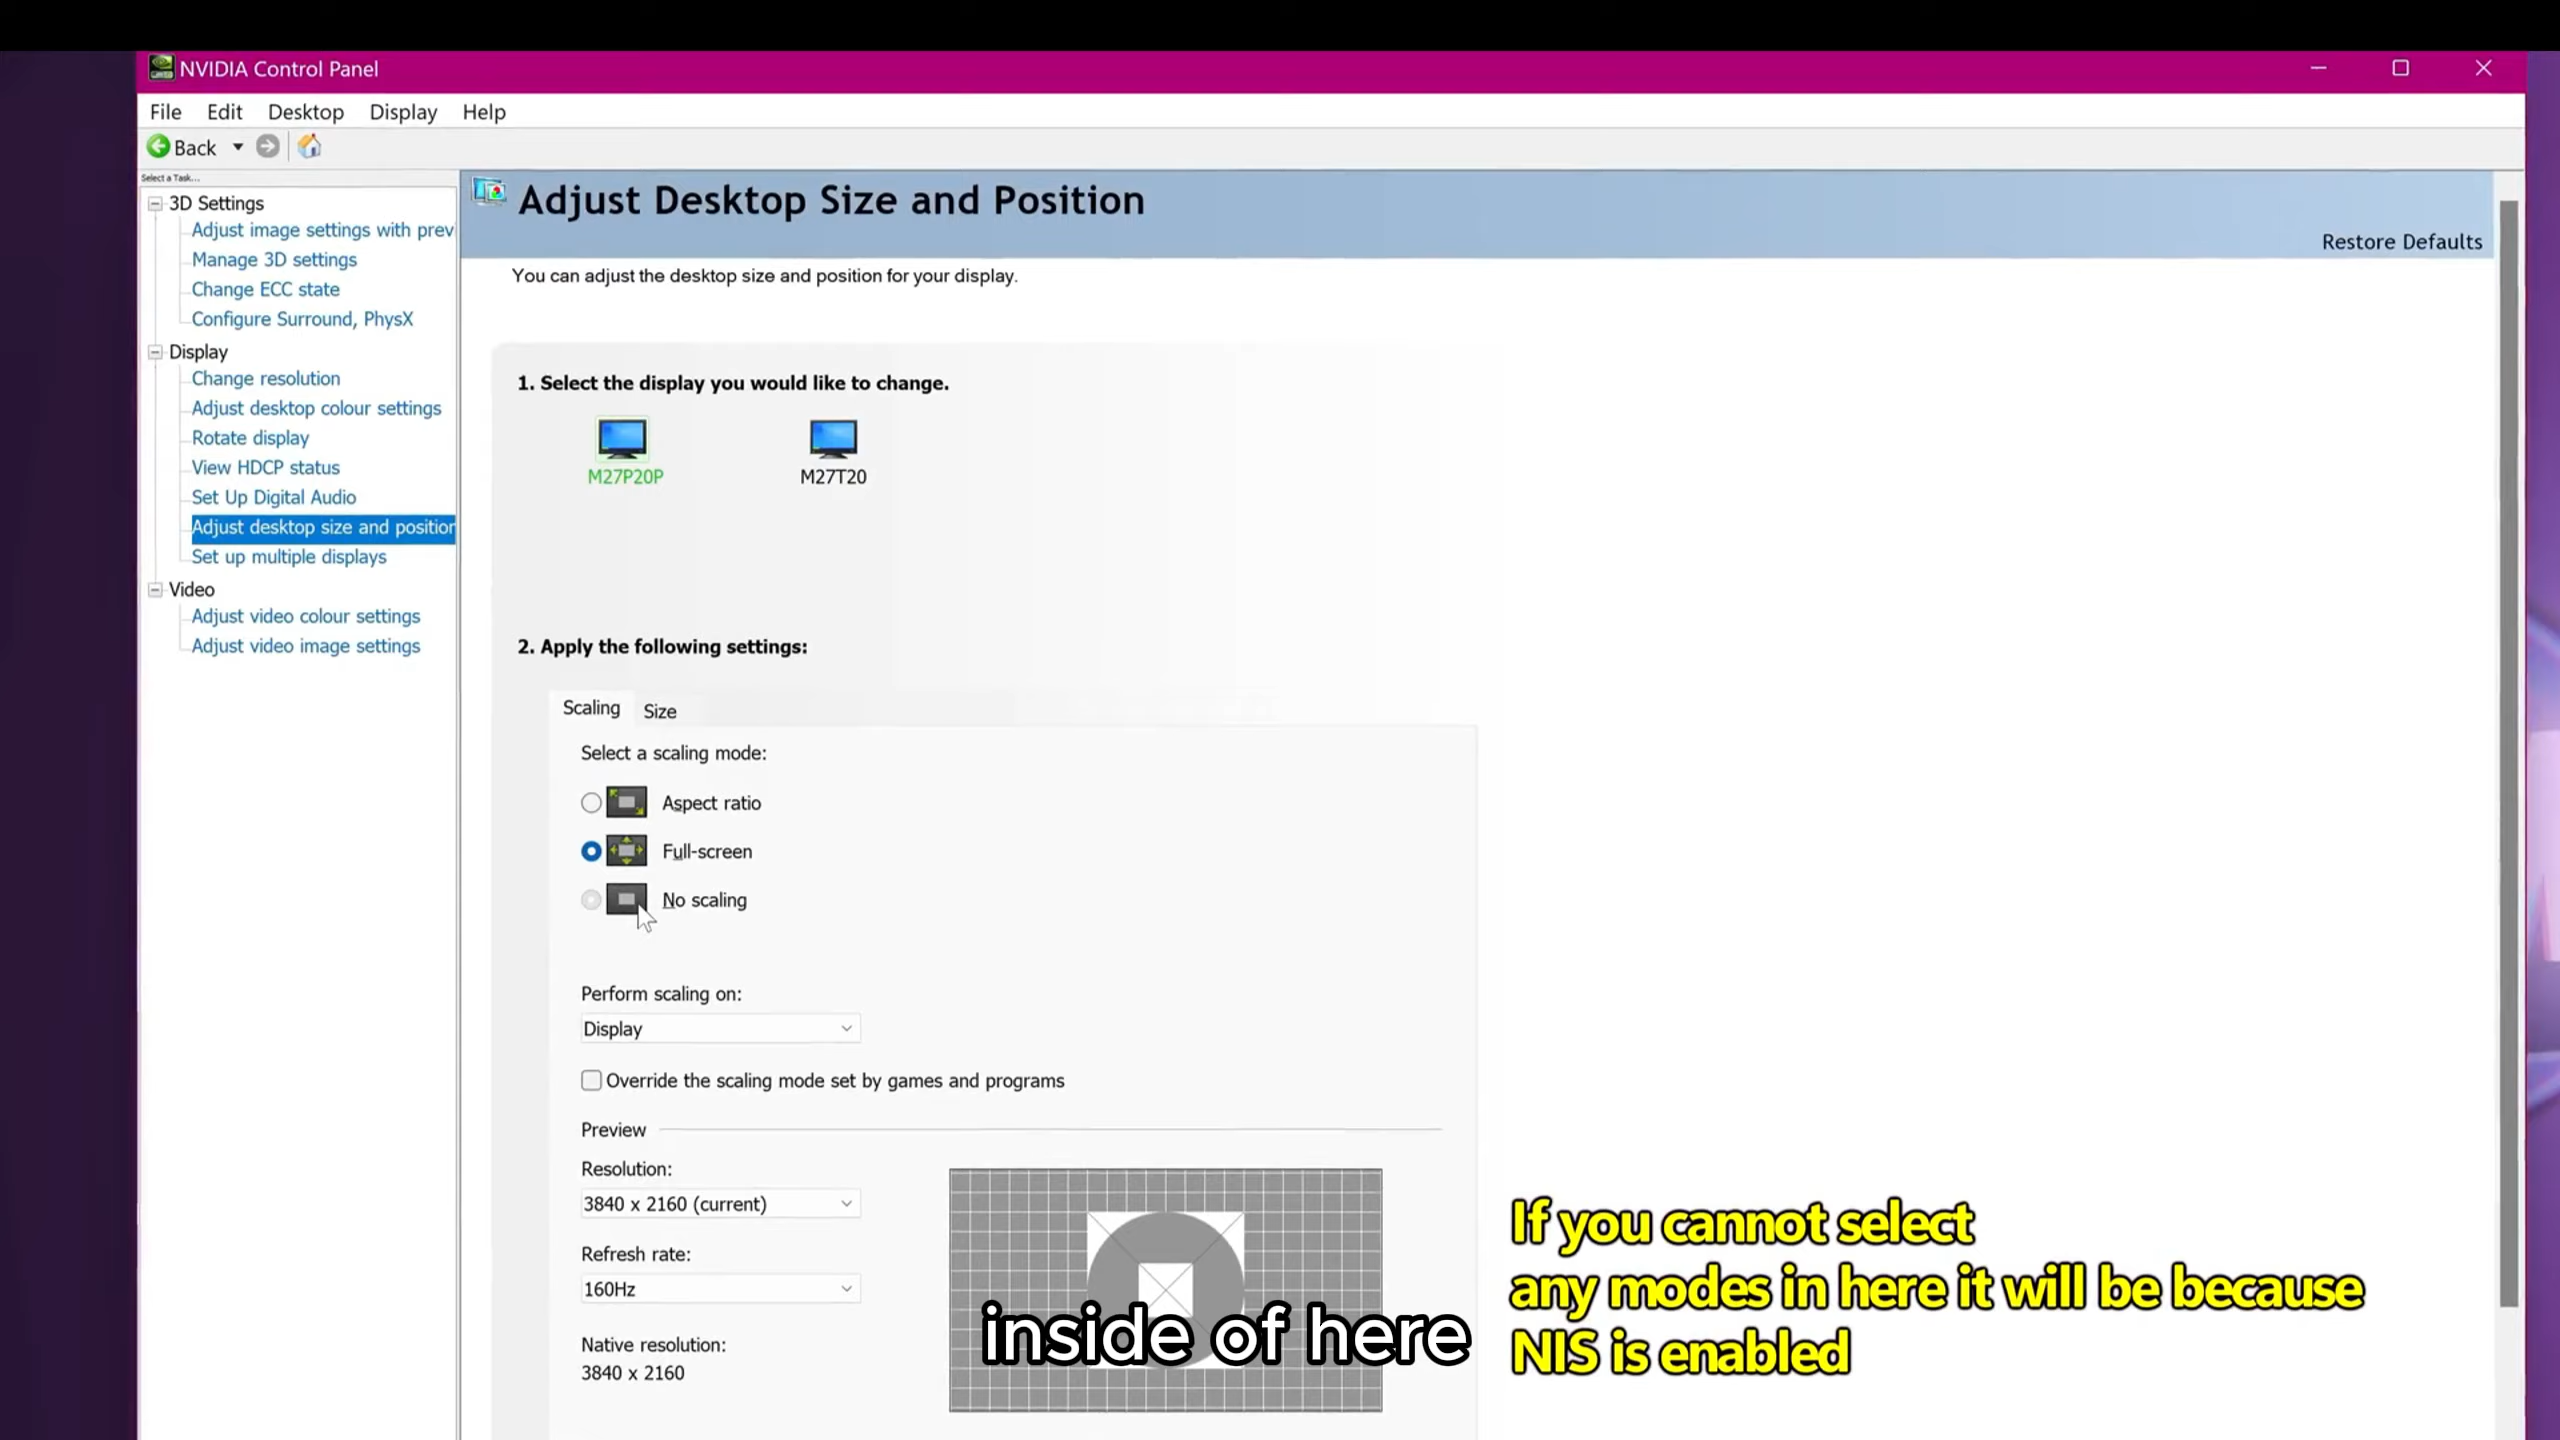 NVIDIA Control Panel
File Edit Desktop Display Help
Back
Select a Task...
3D Settings
Adjust image settings with prev
Manage 3D settings
Change ECC state
Configure Surround, PhysX
Display
Change resolution
Adjust desktop colour settings
Rotate display
View HDCP status
Set Up Digital Audio
Adjust desktop size and position
Set up multiple displays
Video
Adjust video colour settings
Adjust video image settings
Adjust Desktop Size and Position
Restore Defaults
You can adjust the desktop size and position for your display.
1. Select the display you would like to change.
M27P20P M27T20
2. Apply the following settings:
Scaling Size
Select a scaling mode:
Aspect ratio
Full-screen
No scaling
Perform scaling on:
Display
Override the scaling mode set by games and programs
Preview
Resolution:
3840 x 2160 (current)
Refresh rate:
160Hz
Native resolution:
3840 x 2160
inside of here
If you cannot select
any modes in here it will be because
NIS is enabled